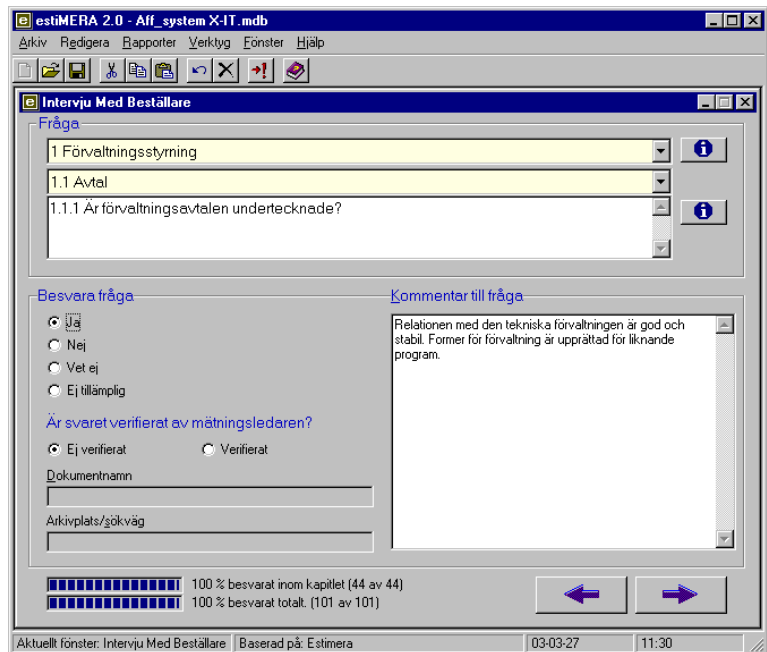 estiMERA 2.0 - Aff_system X-IT.mdb
Arkiv Redigera Rapporter Verktyg Fönster Hjälp
Intervju Med Beställare
Fråga
1 Förvaltningsstyrning
1.1 Avtal
1.1.1 Är förvaltningsavtalen undertecknade?
Besvara fråga
Ja
Nej
Vet ej
Ej tillämplig
Är svaret verifierat av mätningsledaren?
Ej verifierat Verifierat
Dokumentnamn
Arkivplats/sökväg
Kommentar till fråga
Relationen med den tekniska förvaltningen är god och
stabil. Former för förvaltning är upprättad för liknande
program.
100 % besvarat inom kapitlet (44 av 44)
100 % besvarat totalt. (101 av 101)
Aktuellt fönster: Intervju Med Beställare Baserad på: Estimera 03-03-27 11:30